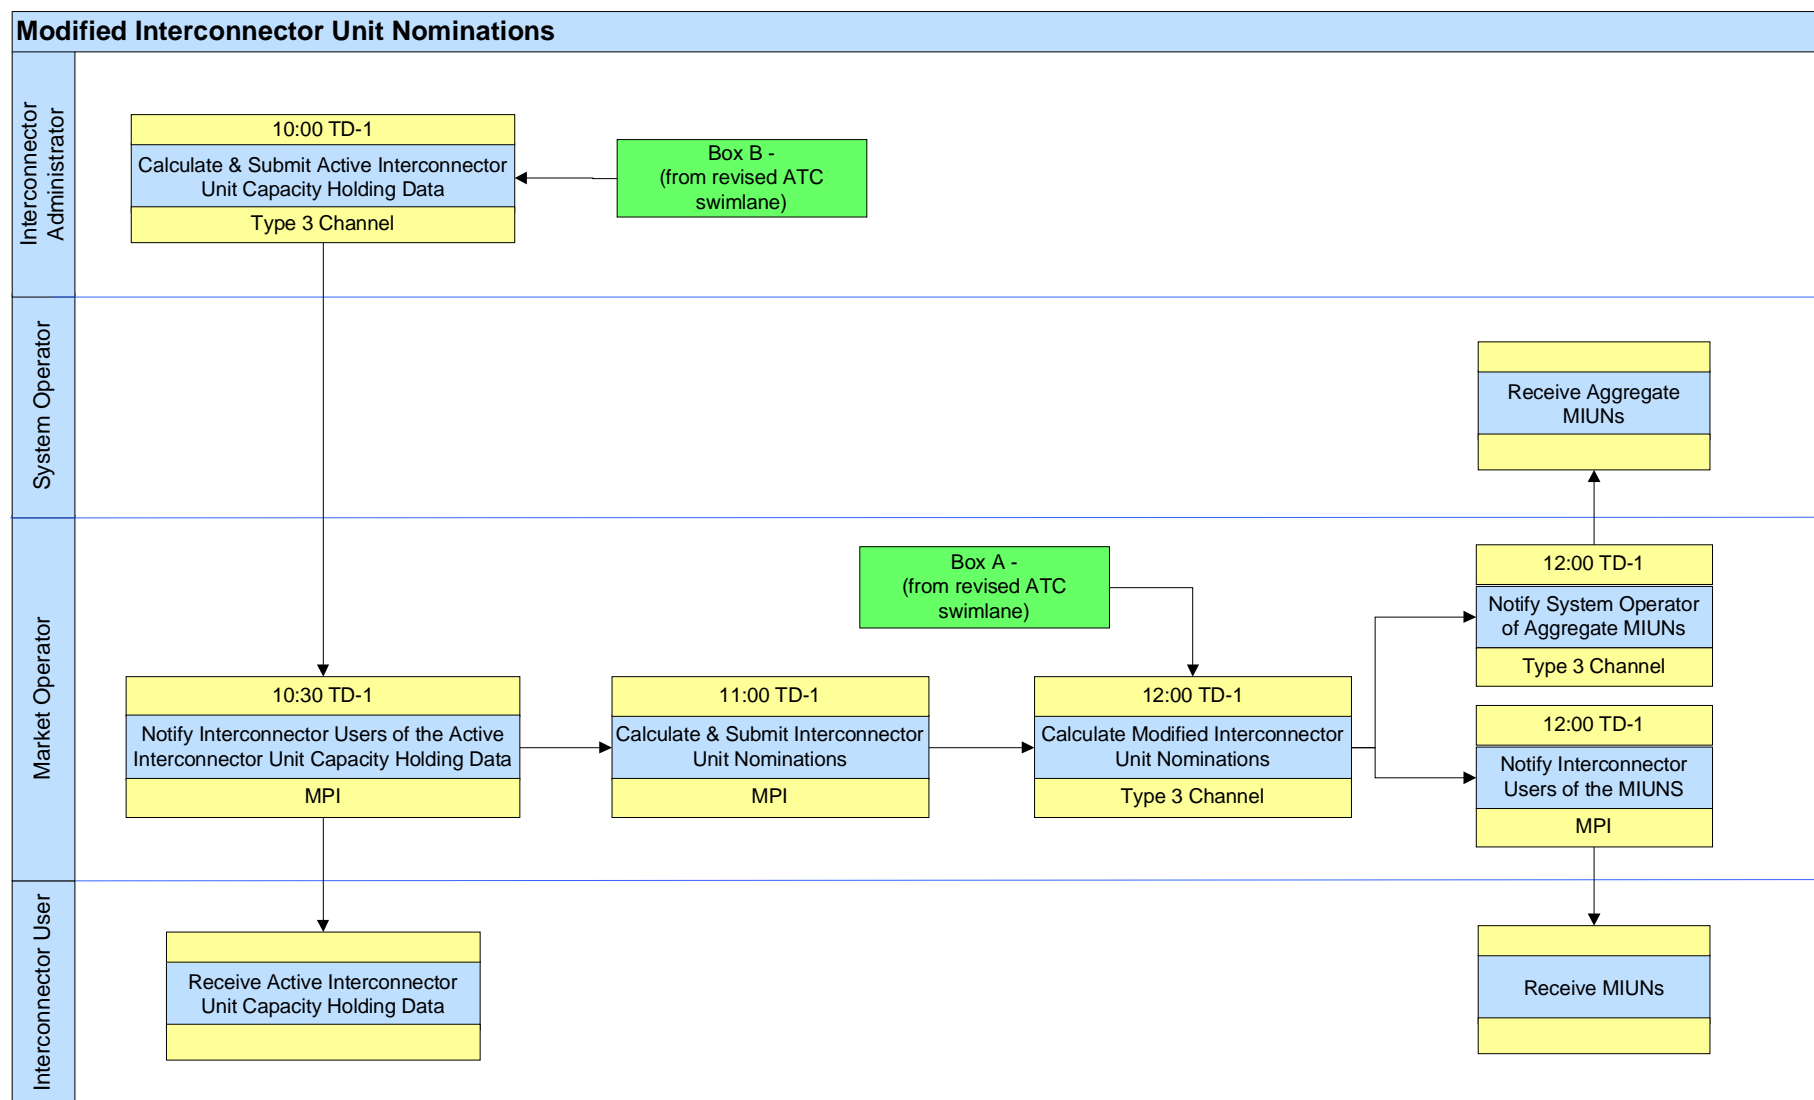 Modified Interconnector Unit Nominations
Interconnector
Administrator
10:00 TD-1
Calculate & Submit Active Interconnector
Unit Capacity Holding Data
Type 3 Channel
Box B -
(from revised ATC
swimlane)
System Operator
Receive Aggregate
MIUNs
Market Operator
Box A -
(from revised ATC
swimlane)
12:00 TD-1
Notify System Operator
of Aggregate MIUNs
Type 3 Channel
10:30 TD-1
Notify Interconnector Users of the Active
Interconnector Unit Capacity Holding Data
MPI
11:00 TD-1
Calculate & Submit Interconnector
Unit Nominations
MPI
12:00 TD-1
Calculate Modified Interconnector
Unit Nominations
Type 3 Channel
12:00 TD-1
Notify Interconnector
Users of the MIUNS
MPI
Interconnector User
Receive Active Interconnector
Unit Capacity Holding Data
Receive MIUNs